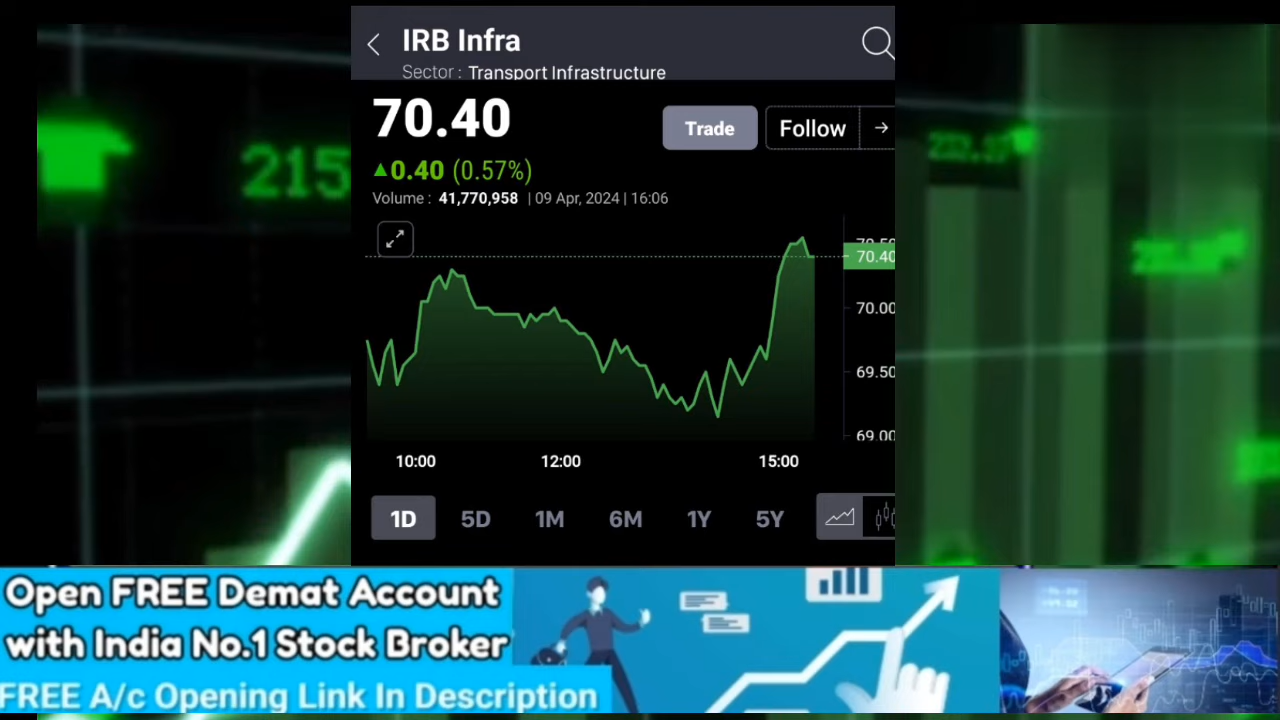 IRB Infra
Sector : Transport Infrastructure
70.40
Trade
Follow
▲0.40 (0.57%)
Volume : 41,770,958 | 09 Apr, 2024 | 16:06
70.50
70.40
70.00
69.50
69.00
10:00 12:00 15:00
1D 5D 1M 6M 1Y 5Y
215
Open FREE Demat Account
with India No.1 Stock Broker
FREE A/c Opening Link In Description